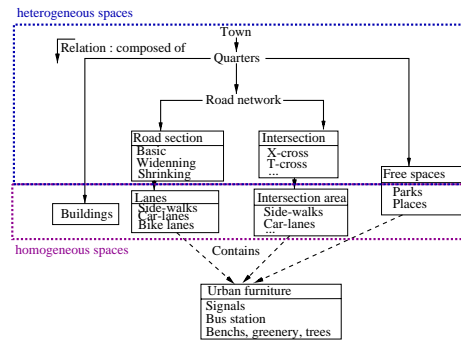 heterogeneous spaces
Town
Relation : composed of
Quarters
Road network
Road section
Basic
Widenning
Shrinking
Intersection
X-cross
T-cross
...
Free spaces
Parks
Places
Buildings
Lanes
Side-walks
Car-lanes
Bike lanes
Intersection area
Side-walks
Car-lanes
...
homogeneous spaces
Contains
Urban furniture
Signals
Bus station
Benchs, greenery, trees